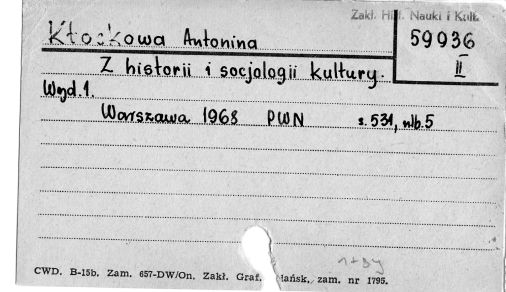 Zakł. Hist. Nauki i Kult.
Kłoskowa Antonina
59936
II
Z historii i socjologii kultury.
Wyd.1.
Warszawa 1968 PWN s.531, nlb.5
CWD. B-15b. Zam. 657-DW/On. Zakł. Graf. Gdańsk, zam. nr 1795.